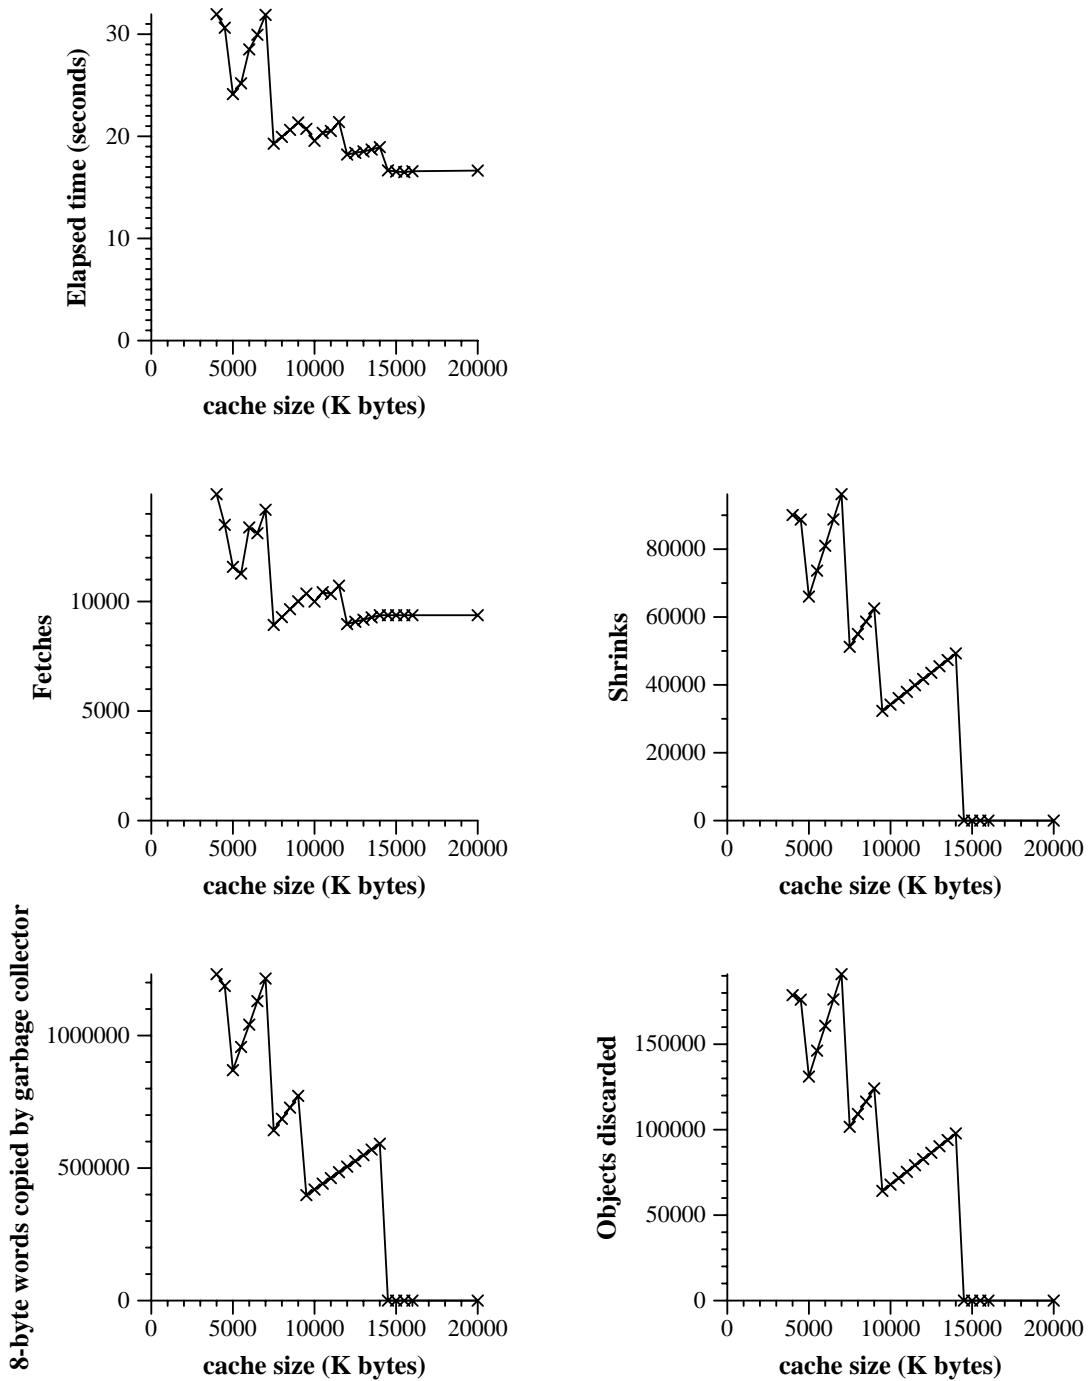 Elapsed time (seconds)
30
20
10
0
0 5000 10000 15000 20000
cache size (K bytes)
Fetches
10000
5000
0
0 5000 10000 15000 20000
cache size (K bytes)
Shrinks
80000
60000
40000
20000
0
0 5000 10000 15000 20000
cache size (K bytes)
8-byte words copied by garbage collector
1000000
500000
0
0 5000 10000 15000 20000
cache size (K bytes)
Objects discarded
150000
100000
50000
0
0 5000 10000 15000 20000
cache size (K bytes)